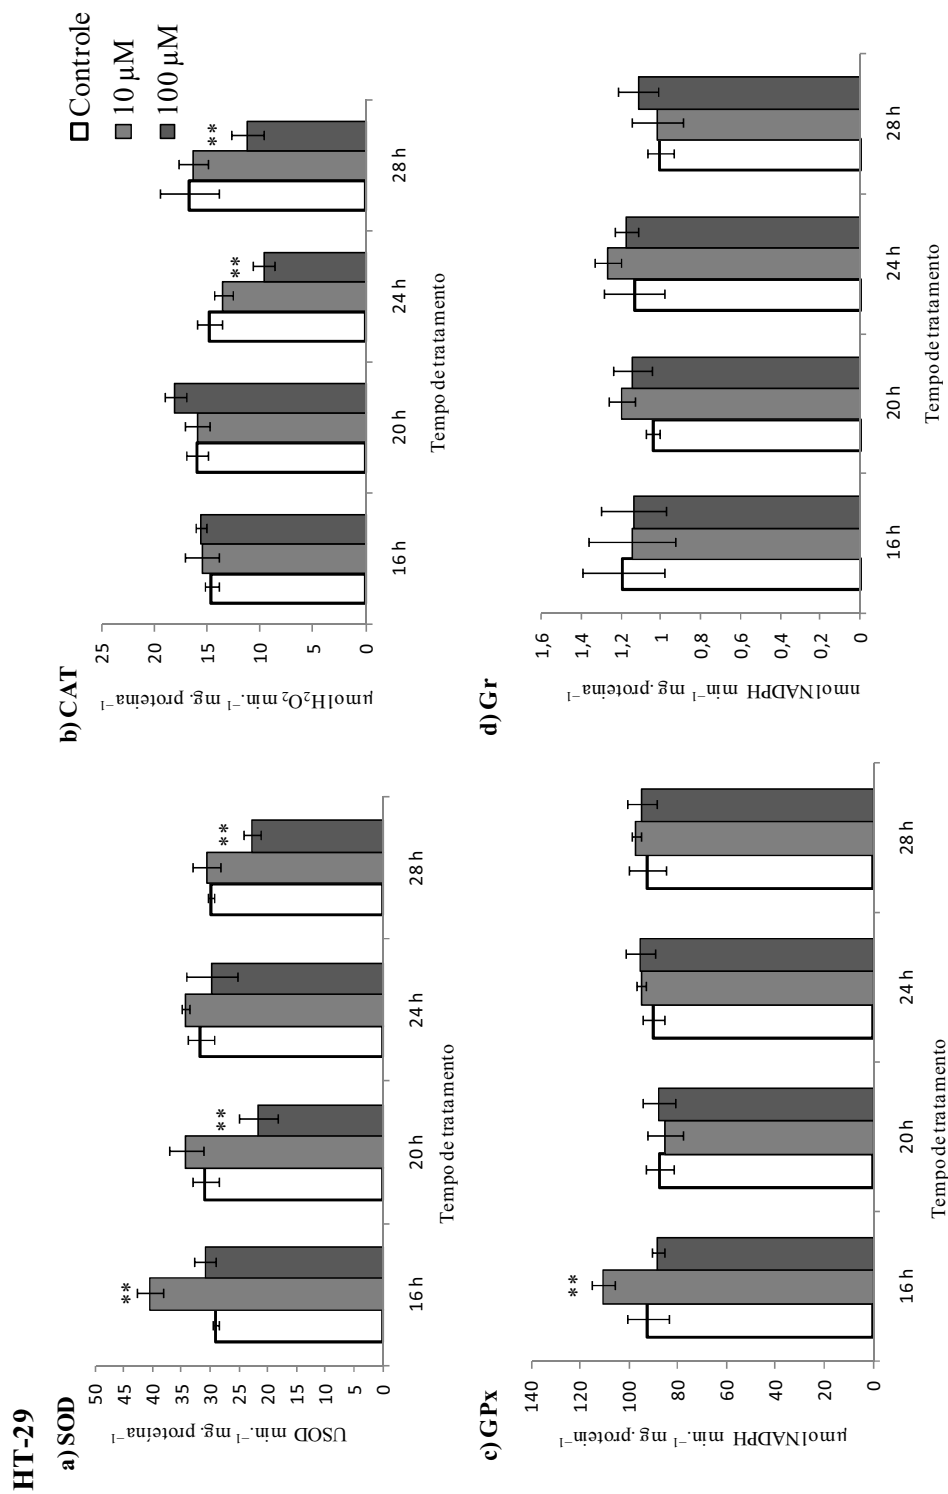 HT-29
a) SOD
USOD min.⁻¹ mg. proteína⁻¹
50
45
40
35
30
25
20
15
10
5
0
16 h
20 h
24 h
28 h
**
**
**
Tempo de tratamento
b) CAT
µmol H₂O₂ min.⁻¹ mg. proteína⁻¹
25
20
15
10
5
0
16 h
20 h
24 h
28 h
**
**
Tempo de tratamento
Controle
10 µM
100 µM
c) GPx
µmol NADPH min.⁻¹ mg. protein⁻¹
140
120
100
80
60
40
20
0
16 h
20 h
24 h
28 h
**
Tempo de tratamento
d) Gr
nmol NADPH min⁻¹ mg. proteína⁻¹
1,6
1,4
1,2
1
0,8
0,6
0,4
0,2
0
16 h
20 h
24 h
28 h
Tempo de tratamento